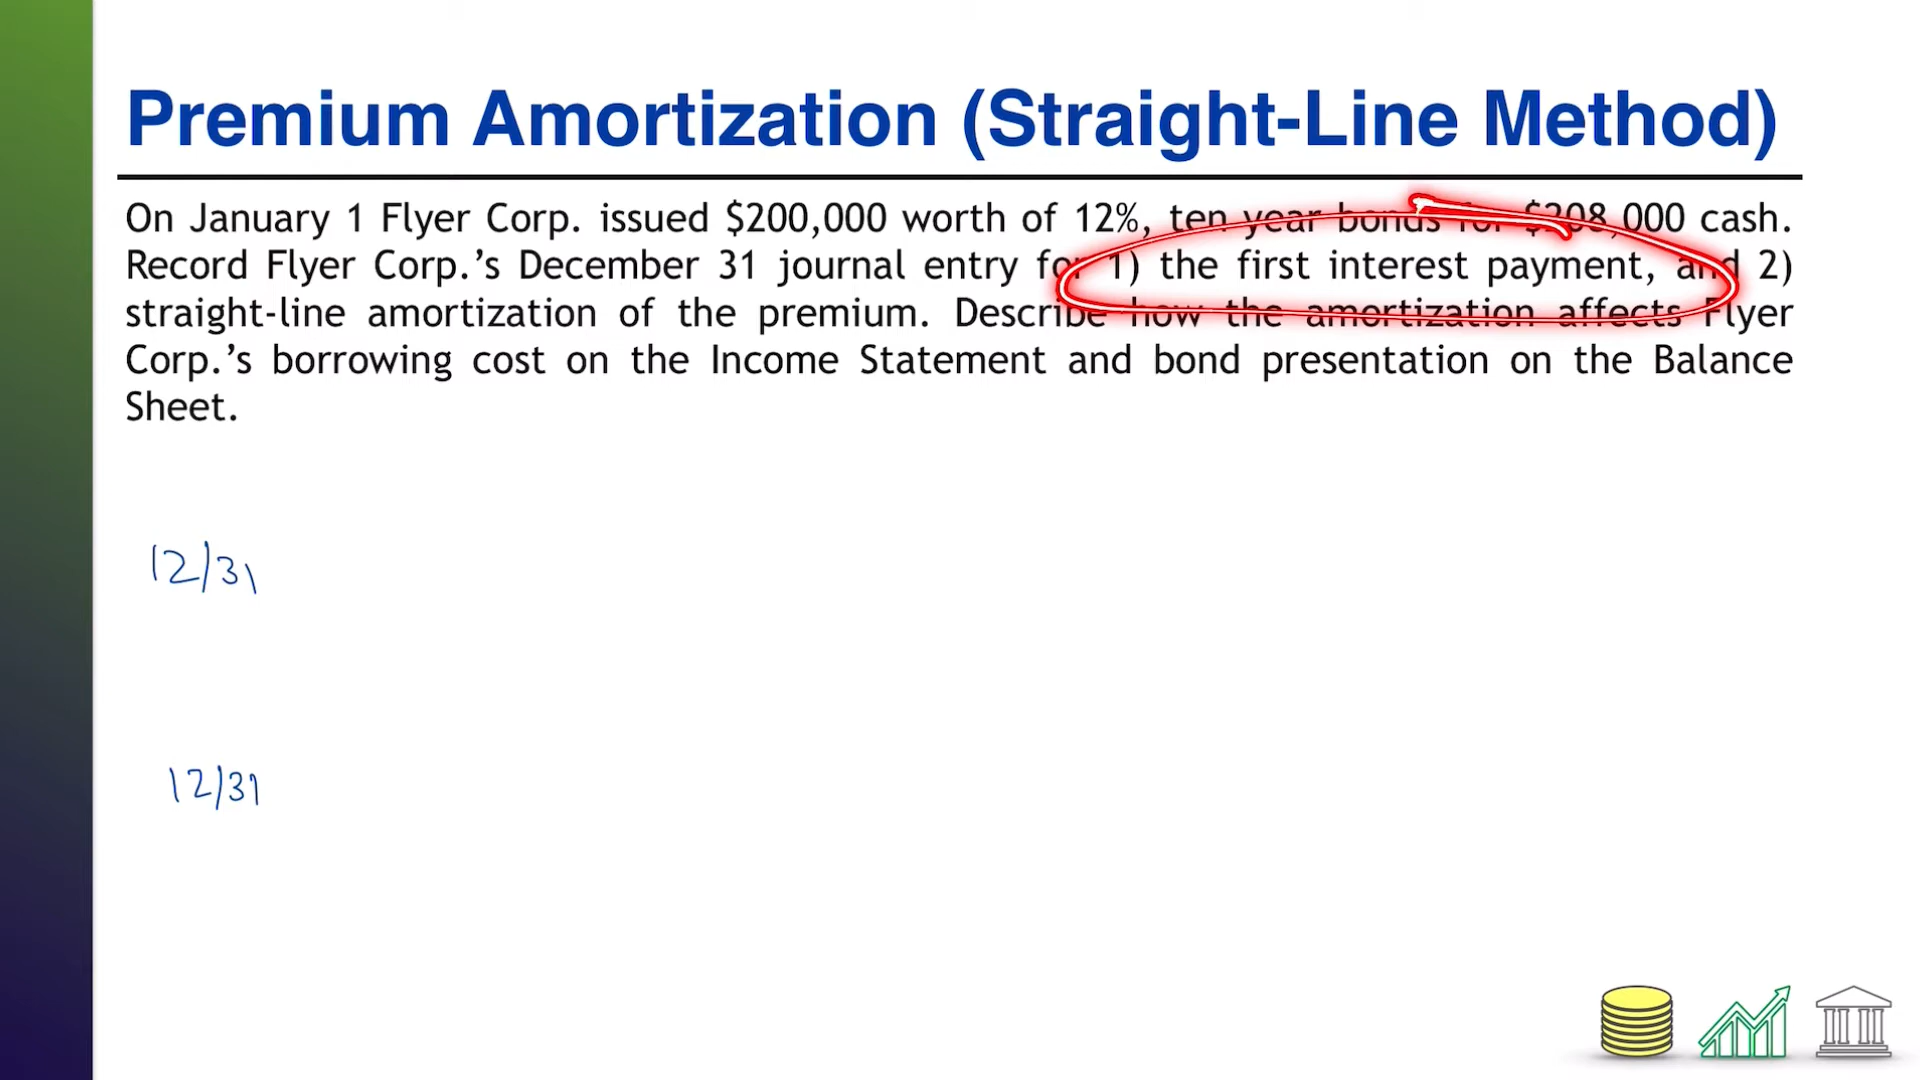 Premium Amortization (Straight-Line Method)
On January 1 Flyer Corp. issued $200,000 worth of 12%, ten year bonds for $208,000 cash.
Record Flyer Corp.’s December 31 journal entry for 1) the first interest payment, and 2)
straight-line amortization of the premium. Describe how the amortization affects Flyer
Corp.’s borrowing cost on the Income Statement and bond presentation on the Balance
Sheet.
12/31
12/31